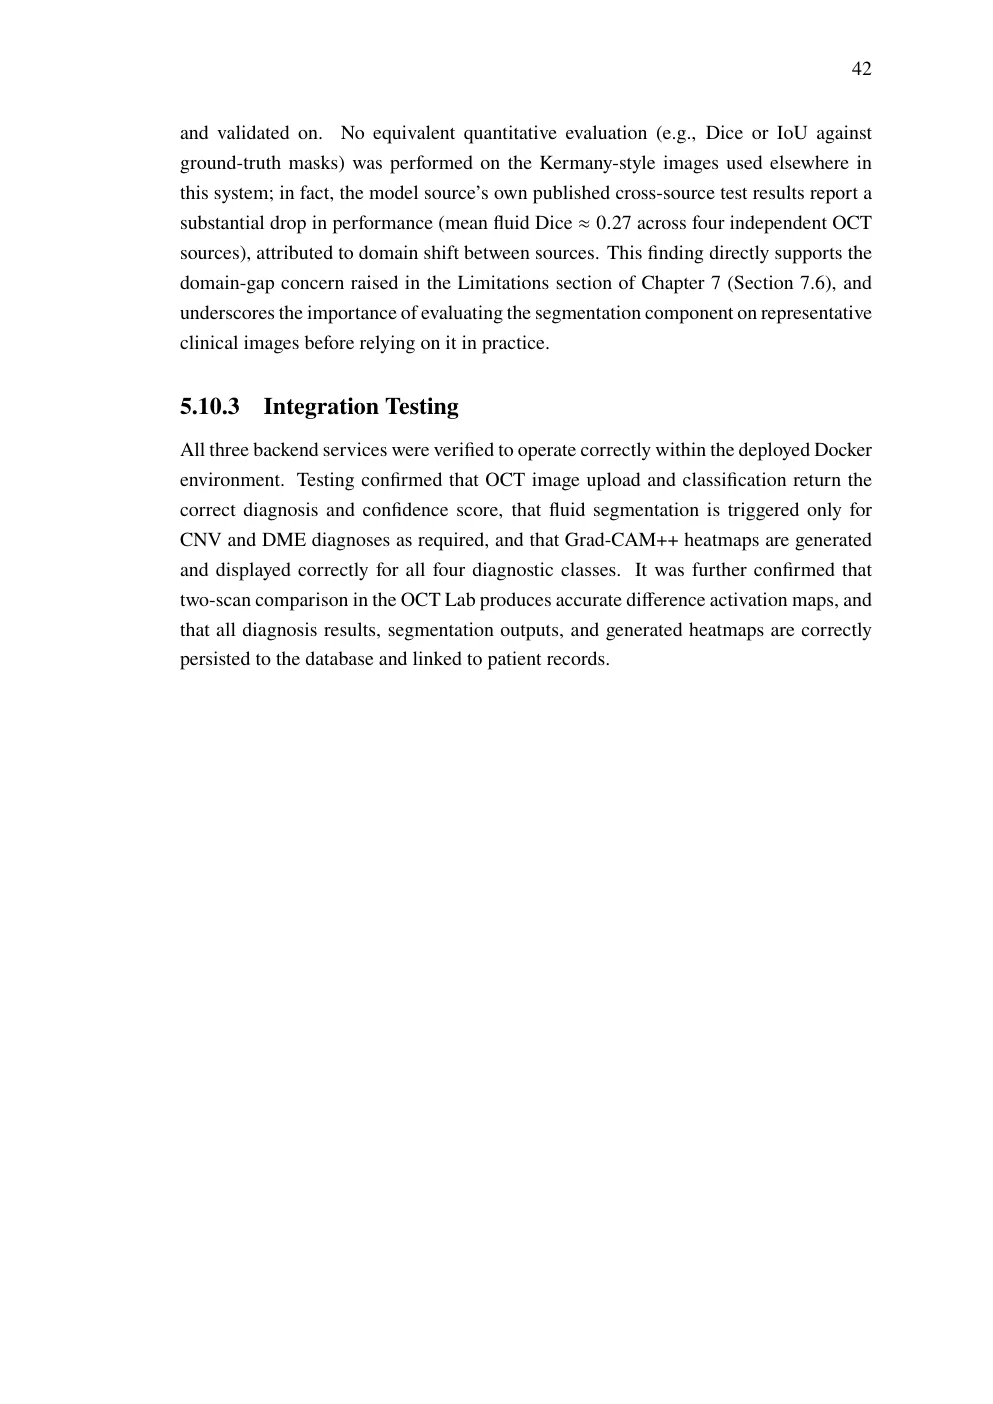 42
and validated on. No equivalent quantitative evaluation (e.g., Dice or IoU against
ground-truth masks) was performed on the Kermany-style images used elsewhere in
this system; in fact, the model source's own published cross-source test results report a
substantial drop in performance (mean fluid Dice ≈ 0.27 across four independent OCT
sources), attributed to domain shift between sources. This finding directly supports the
domain-gap concern raised in the Limitations section of Chapter 7 (Section 7.6), and
underscores the importance of evaluating the segmentation component on representative
clinical images before relying on it in practice.
5.10.3 Integration Testing
All three backend services were verified to operate correctly within the deployed Docker
environment. Testing confirmed that OCT image upload and classification return the
correct diagnosis and confidence score, that fluid segmentation is triggered only for
CNV and DME diagnoses as required, and that Grad-CAM++ heatmaps are generated
and displayed correctly for all four diagnostic classes. It was further confirmed that
two-scan comparison in the OCT Lab produces accurate difference activation maps, and
that all diagnosis results, segmentation outputs, and generated heatmaps are correctly
persisted to the database and linked to patient records.